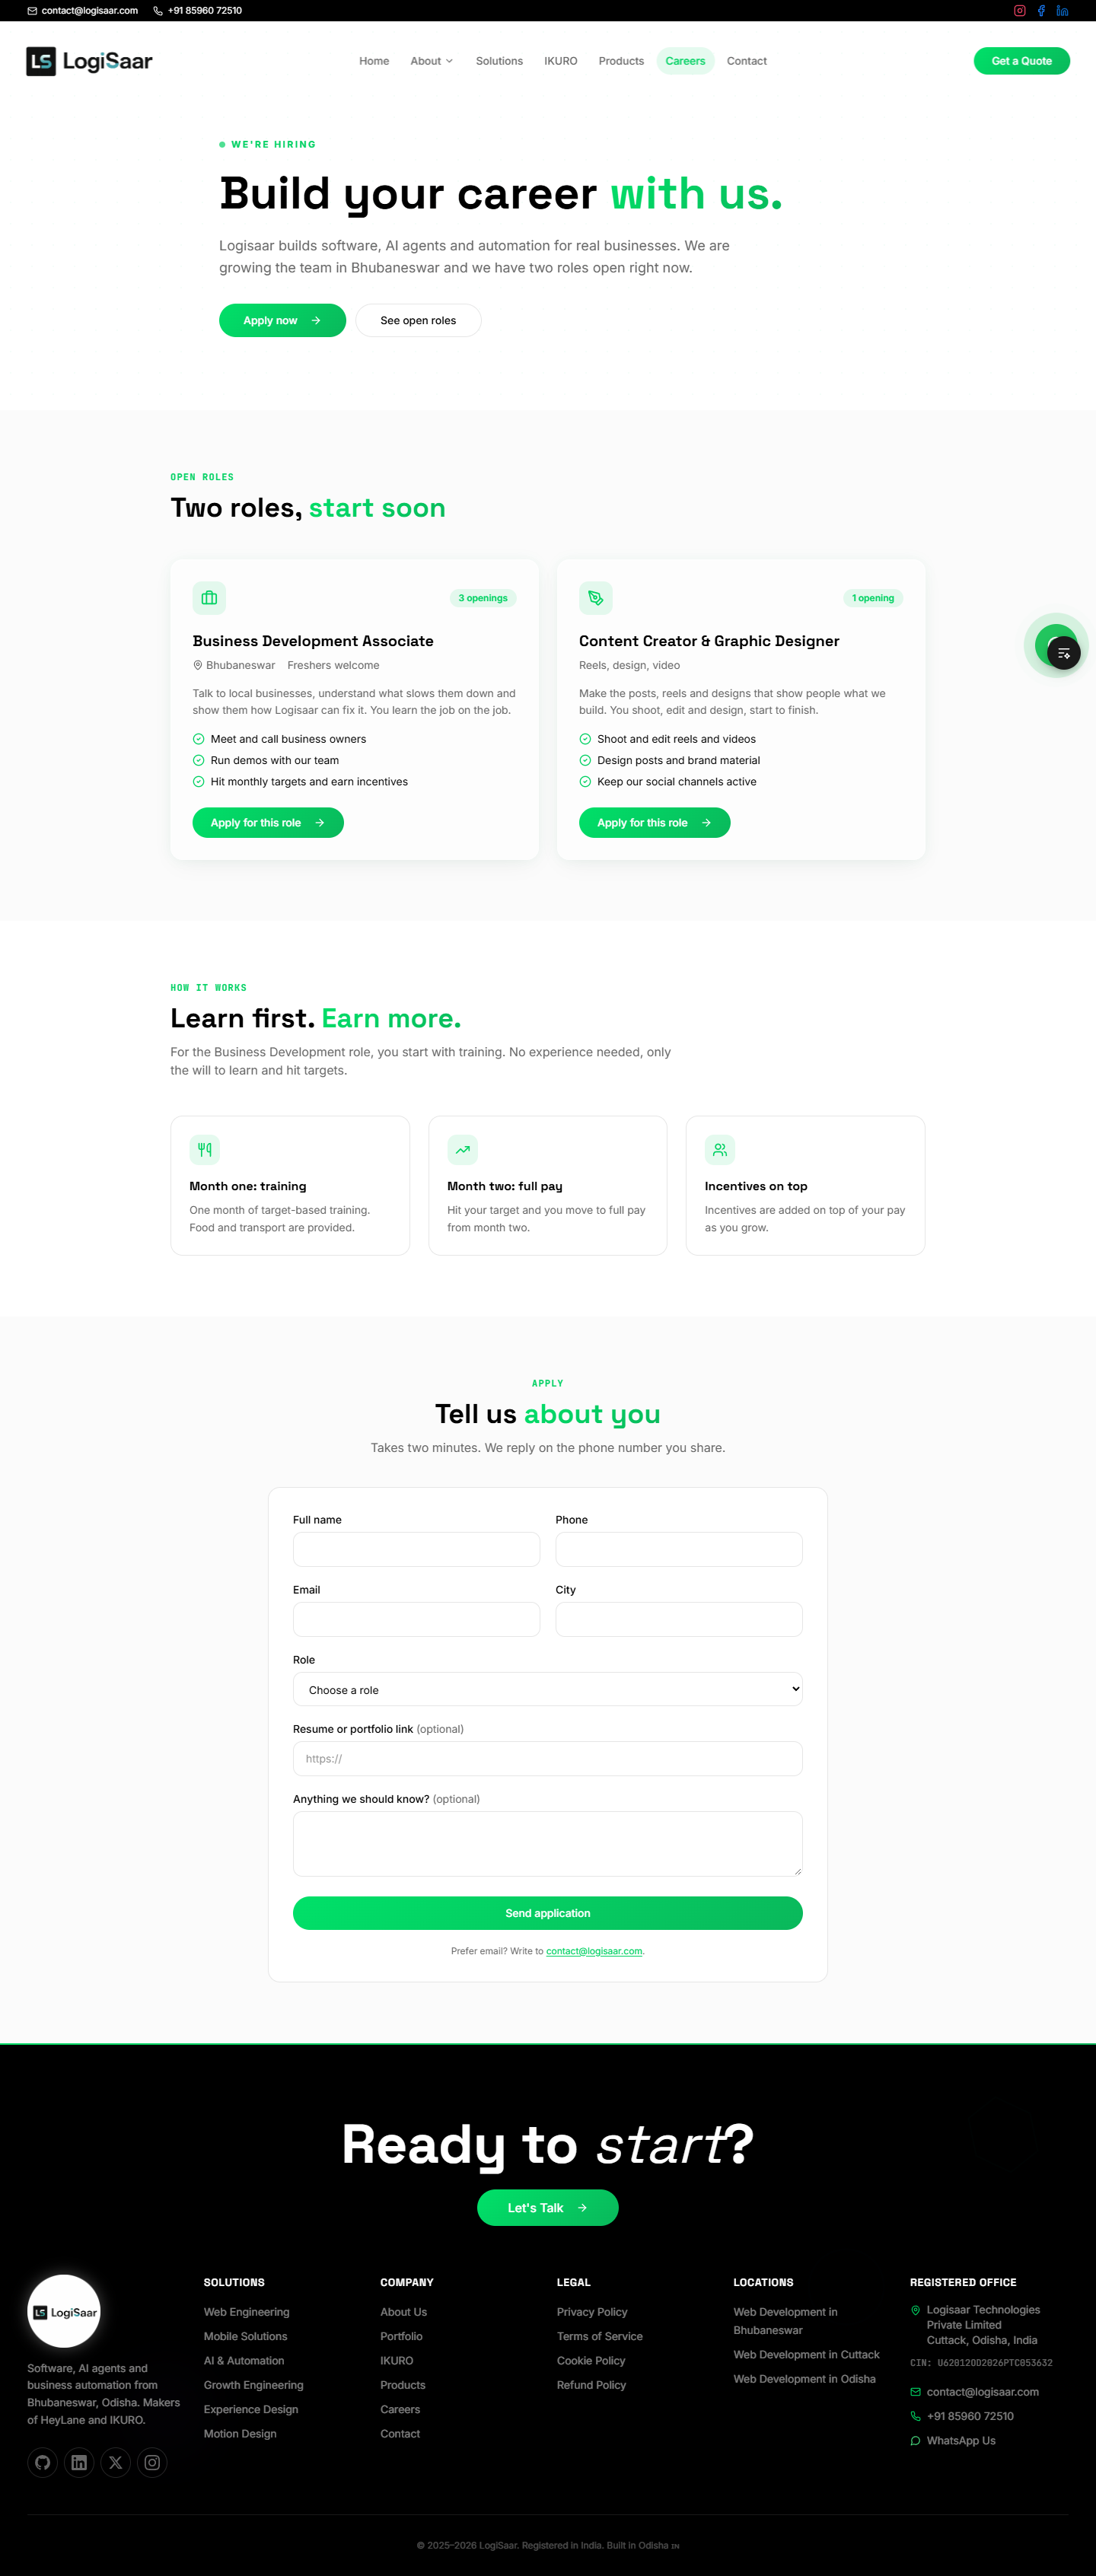 contact@logisaar.com +91 85960 72510
LS LogiSaar
Home About Solutions IKURO Products Careers Contact
Get a Quote
WE'RE HIRING
Build your career with us.
Logisaar builds software, AI agents and automation for real businesses. We are
growing the team in Bhubaneswar and we have two roles open right now.
Apply now See open roles
OPEN ROLES
Two roles, start soon
3 openings
Business Development Associate
Bhubaneswar Freshers welcome
Talk to local businesses, understand what slows them down and
show them how Logisaar can fix it. You learn the job on the job.
Meet and call business owners
Run demos with our team
Hit monthly targets and earn incentives
Apply for this role
1 opening
Content Creator & Graphic Designer
Reels, design, video
Make the posts, reels and designs that show people what we
build. You shoot, edit and design, start to finish.
Shoot and edit reels and videos
Design posts and brand material
Keep our social channels active
Apply for this role
HOW IT WORKS
Learn first. Earn more.
For the Business Development role, you start with training. No experience needed, only
the will to learn and hit targets.
Month one: training
One month of target-based training.
Food and transport are provided.
Month two: full pay
Hit your target and you move to full pay
from month two.
Incentives on top
Incentives are added on top of your pay
as you grow.
APPLY
Tell us about you
Takes two minutes. We reply on the phone number you share.
Full name Phone
Email City
Role
Choose a role
Resume or portfolio link (optional)
https://
Anything we should know? (optional)
Send application
Prefer email? Write to contact@logisaar.com.
Ready to start?
Let's Talk
LS LogiSaar
Software, AI agents and
business automation from
Bhubaneswar, Odisha. Makers
of HeyLane and IKURO.
SOLUTIONS
Web Engineering
Mobile Solutions
AI & Automation
Growth Engineering
Experience Design
Motion Design
COMPANY
About Us
Portfolio
IKURO
Products
Careers
Contact
LEGAL
Privacy Policy
Terms of Service
Cookie Policy
Refund Policy
LOCATIONS
Web Development in
Bhubaneswar
Web Development in Cuttack
Web Development in Odisha
REGISTERED OFFICE
Logisaar Technologies
Private Limited
Cuttack, Odisha, India
CIN: U62012OD2026PTC053632
contact@logisaar.com
+91 85960 72510
WhatsApp Us
© 2025–2026 LogiSaar. Registered in India. Built in Odisha IN